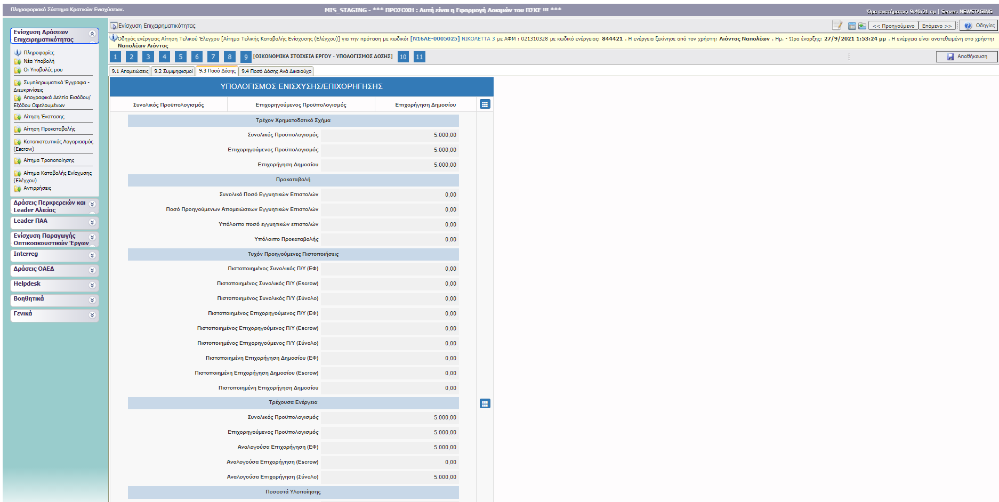 Πληροφοριακό Σύστημα Κρατικών Ενισχύσεων.
MIS_STAGING - *** ΠΡΟΣΟΧΗ : Αυτή είναι η Εφαρμογή Δοκιμών του ΠΣΚΕ !!! ***
Ώρα συστήματος: 9:40:21 πμ | Server: NEWSTAGING
Ενίσχυση Δράσεων
Επιχειρηματικότητας
Πληροφορίες
Νέα Υποβολή
Οι Υποβολές μου
Συμπληρωματικά Έγγραφα -
Διευκρινίσεις
Απογραφικά Δελτία Εισόδου/
Εξόδου Ωφελουμένων
Αίτηση Ένστασης
Αίτηση Προκαταβολής
Καταπιστευτικός Λογαριασμός
(Escrow)
Αίτημα Τροποποίησης
Αίτημα Καταβολής Ενίσχυσης
(Ελέγχου)
Αντιρρήσεις
Δράσεις Περιφερειών και
Leader Αλιείας
Leader ΠΑΑ
Ενίσχυση Παραγωγής
Οπτικοακουστικών Έργων
Interreg
Δράσεις ΟΑΕΔ
Helpdesk
Βοηθητικά
Γενικά
Ενίσχυση Επιχειρηματικότητας
<< Προηγούμενο
Επόμενο >>
Οδηγίες
Οδηγός ενέργειας Αίτηση Τελικού Έλεγχου [Αίτημα Τελικής Καταβολής Ενίσχυσης (Ελέγχου)] για την πρόταση με κωδικό: [Ν16ΛΕ-0005025] ΝΙΚΟΛΕΤΤΑ 3 με ΑΦΜ : 021310328 με κωδικό ενέργειας: 844421 . Η ενέργεια ξεκίνησε από τον χρήστη: Λιόντος Ναπολέων . Ημ. - Ώρα έναρξης: 27/9/2021 1:53:24 μμ . Η ενέργεια είναι ανατεθειμένη στο χρήστη:
Ναπολέων Λιόντος
1 2 3 4 5 6 7 8 9 [ΟΙΚΟΝΟΜΙΚΑ ΣΤΟΙΧΕΙΑ ΕΡΓΟΥ - ΥΠΟΛΟΓΙΣΜΟΣ ΔΟΣΗΣ] 10 11
Αποθήκευση
9.1 Απομειώσεις 9.2 Συμψηφισμοί 9.3 Ποσό Δόσης 9.4 Ποσό Δόσης Ανά Δικαιούχο
ΥΠΟΛΟΓΙΣΜΟΣ ΕΝΙΣΧΥΣΗΣ/ΕΠΙΧΟΡΗΓΗΣΗΣ
Συνολικός Προϋπολογισμός Επιχορηγούμενος Προϋπολογισμός Επιχορήγηση Δημοσίου
Τρέχον Χρηματοδοτικό Σχήμα
Συνολικός Προϋπολογισμός 5.000,00
Επιχορηγούμενος Προϋπολογισμός 5.000,00
Επιχορήγηση Δημοσίου 5.000,00
Προκαταβολή
Συνολικό Ποσό Εγγυητικών Επιστολών 0,00
Ποσό Προηγούμενων Απομειώσεων Εγγυητικών Επιστολών 0,00
Υπόλοιπο ποσό εγγυητικών επιστολών 0,00
Υπόλοιπο Προκαταβολής 0,00
Τυχόν Προηγούμενες Πιστοποιήσεις
Πιστοποιημένος Συνολικός Π/Υ (ΕΦ) 0,00
Πιστοποιημένος Συνολικός Π/Υ (Escrow) 0,00
Πιστοποιημένος Συνολικός Π/Υ (Σύνολο) 0,00
Πιστοποιημένος Επιχορηγούμενος Π/Υ (ΕΦ) 0,00
Πιστοποιημένος Επιχορηγούμενος Π/Υ (Escrow) 0,00
Πιστοποιημένος Επιχορηγούμενος Π/Υ (Σύνολο) 0,00
Πιστοποιημένη Επιχορήγηση Δημοσίου (ΕΦ) 0,00
Πιστοποιημένη Επιχορήγηση Δημοσίου (Escrow) 0,00
Πιστοποιημένη Επιχορήγηση Δημοσίου 0,00
Τρέχουσα Ενέργεια
Συνολικός Προϋπολογισμός 5.000,00
Επιχορηγούμενος Προϋπολογισμός 5.000,00
Αναλογούσα Επιχορήγηση (ΕΦ) 5.000,00
Αναλογούσα Επιχορήγηση (Escrow) 0,00
Αναλογούσα Επιχορήγηση (Σύνολο) 5.000,00
Ποσοστά Υλοποίησης